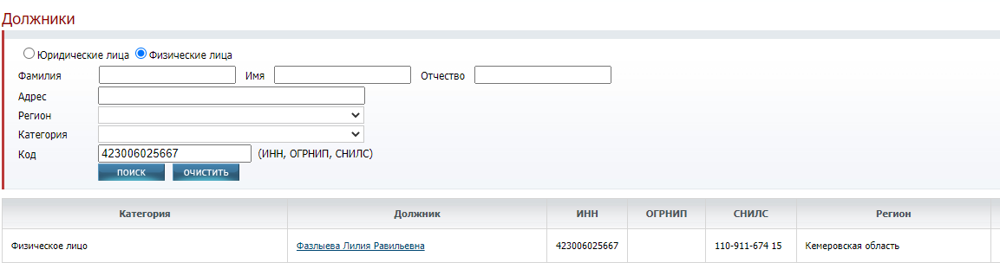 Должники
Юридические лица Физические лица
Фамилия Имя Отчество
Адрес
Регион
Категория
Код 423006025667 (ИНН, ОГРНИП, СНИЛС)
ПОИСК ОЧИСТИТЬ
Категория Должник ИНН ОГРНИП СНИЛС Регион
Физическое лицо Фазлыева Лилия Равильевна 423006025667 110-911-674 15 Кемеровская область